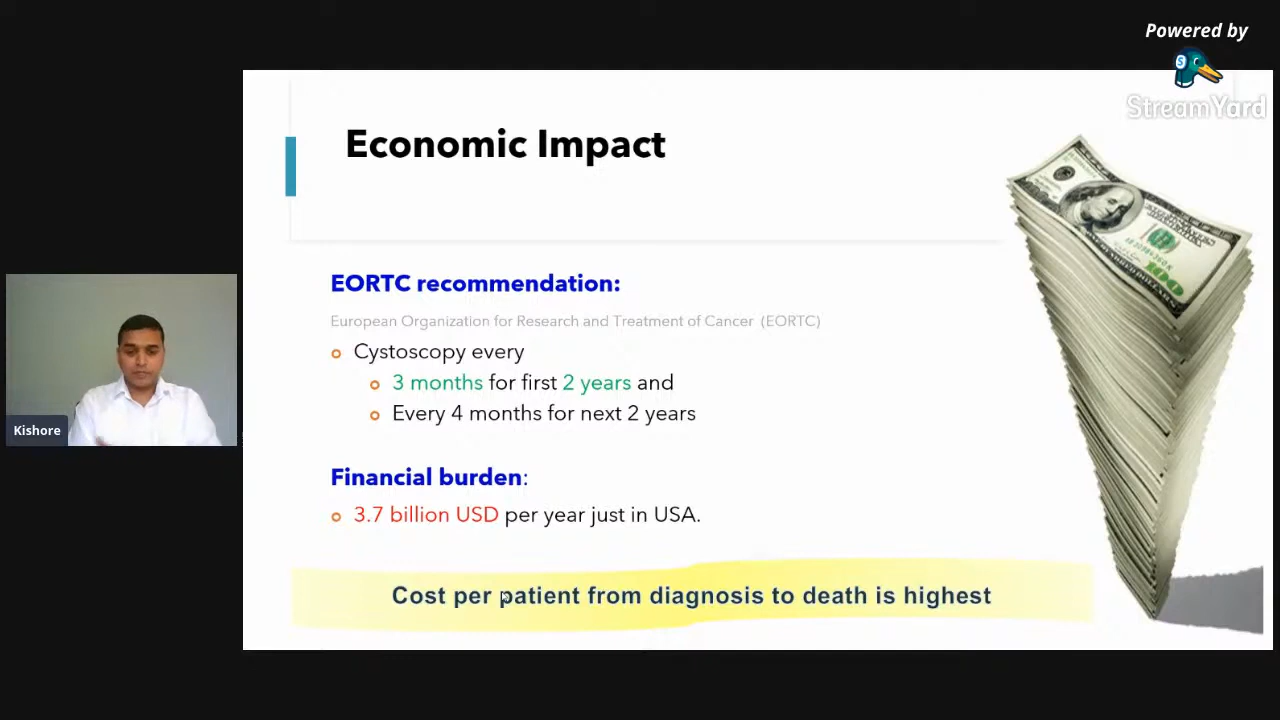 Powered by
StreamYard
Economic Impact
EORTC recommendation:
European Organization for Research and Treatment of Cancer (EORTC)
Cystoscopy every
3 months for first 2 years and
Every 4 months for next 2 years
Kishore
Financial burden:
3.7 billion USD per year just in USA.
Cost per patient from diagnosis to death is highest